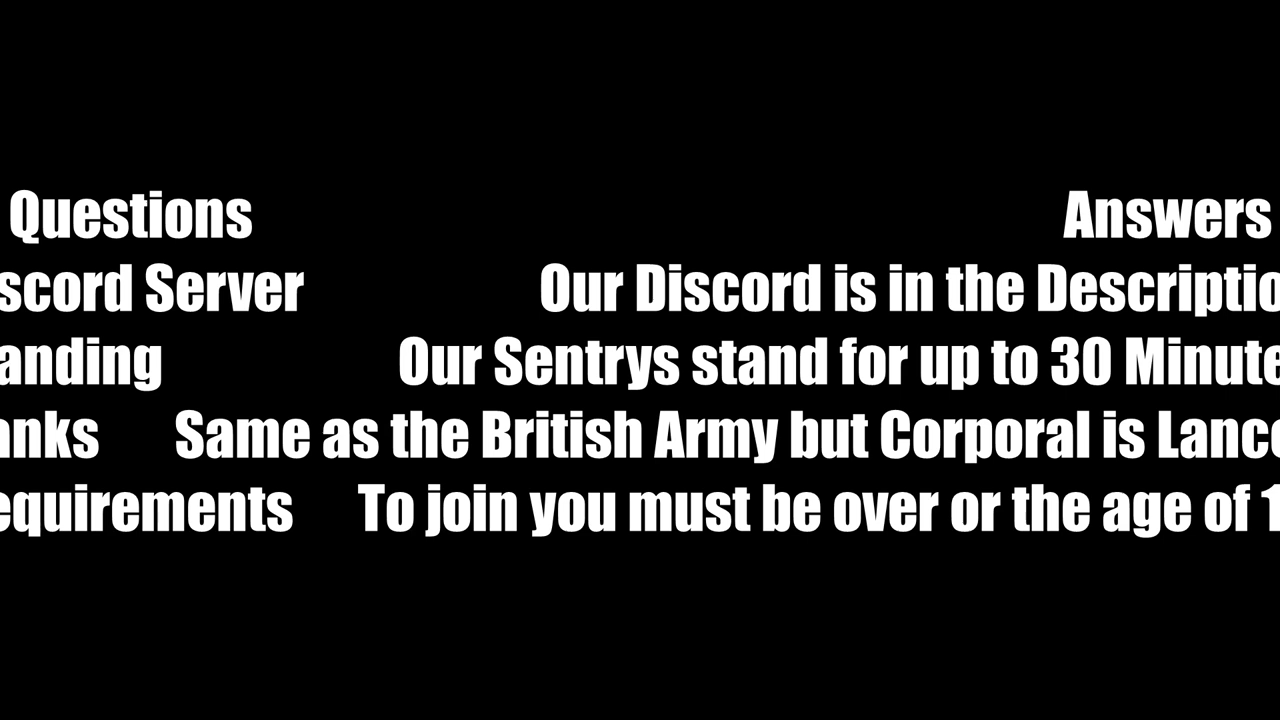 Questions Answers
scord Server Our Discord is in the Descriptio
anding Our Sentrys stand for up to 30 Minute
anks Same as the British Army but Corporal is Lance
equirements To join you must be over or the age of 1